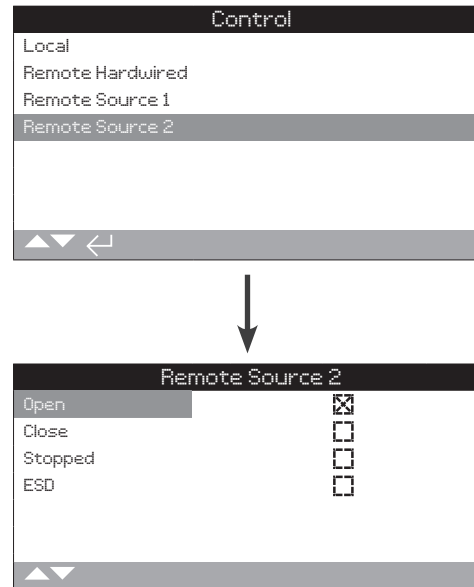 Control
Local
Remote Hardwired
Remote Source 1
Remote Source 2
Remote Source 2
Open
Close
Stopped
ESD